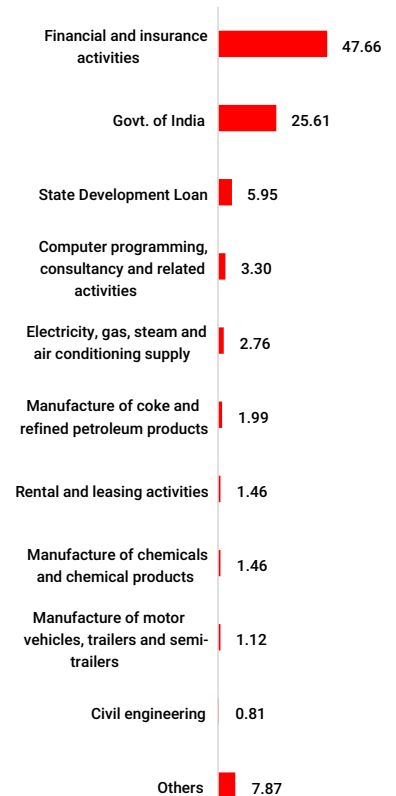 Financial and insurance
activities
47.66
Govt. of India
25.61
State Development Loan
5.95
Computer programming,
consultancy and related
activities
3.30
Electricity, gas, steam and
air conditioning supply
2.76
Manufacture of coke and
refined petroleum products
1.99
Rental and leasing activities
1.46
Manufacture of chemicals
and chemical products
1.46
Manufacture of motor
vehicles, trailers and semi-
trailers
1.12
Civil engineering
0.81
Others
7.87